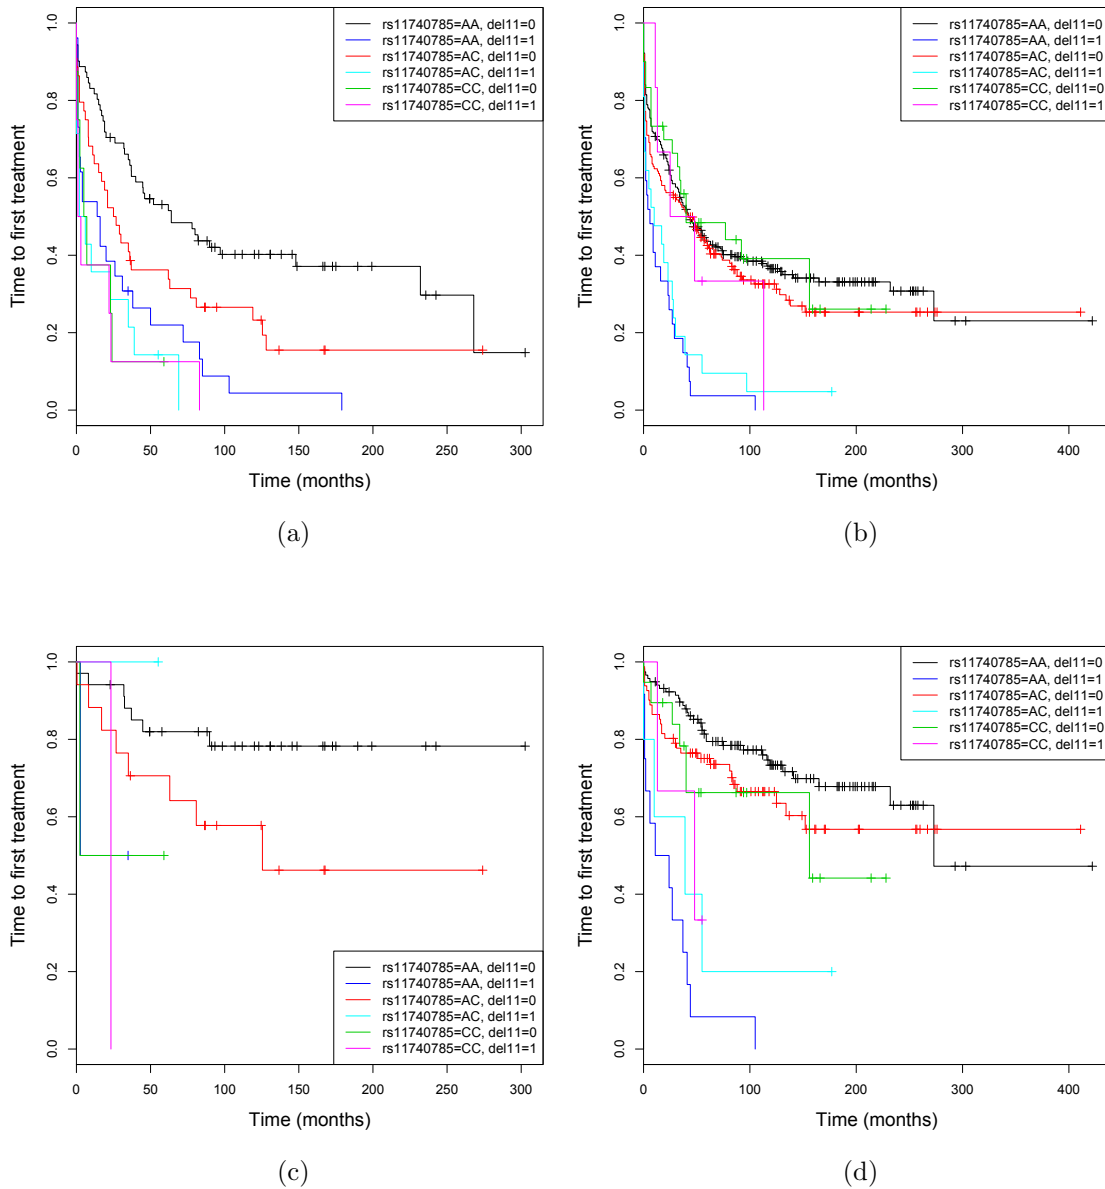 rs11740785=AA, del11=0
rs11740785=AA, del11=1
rs11740785=AC, del11=0
rs11740785=AC, del11=1
rs11740785=CC, del11=0
rs11740785=CC, del11=1
Time to first treatment
0.0 0.2 0.4 0.6 0.8 1.0
0 50 100 150 200 250 300
Time (months)
(a)
rs11740785=AA, del11=0
rs11740785=AA, del11=1
rs11740785=AC, del11=0
rs11740785=AC, del11=1
rs11740785=CC, del11=0
rs11740785=CC, del11=1
Time to first treatment
0.0 0.2 0.4 0.6 0.8 1.0
0 100 200 300 400
Time (months)
(b)
Time to first treatment
0.0 0.2 0.4 0.6 0.8 1.0
rs11740785=AA, del11=0
rs11740785=AA, del11=1
rs11740785=AC, del11=0
rs11740785=AC, del11=1
rs11740785=CC, del11=0
rs11740785=CC, del11=1
0 50 100 150 200 250 300
Time (months)
(c)
rs11740785=AA, del11=0
rs11740785=AA, del11=1
rs11740785=AC, del11=0
rs11740785=AC, del11=1
rs11740785=CC, del11=0
rs11740785=CC, del11=1
Time to first treatment
0.0 0.2 0.4 0.6 0.8 1.0
0 100 200 300 400
Time (months)
(d)